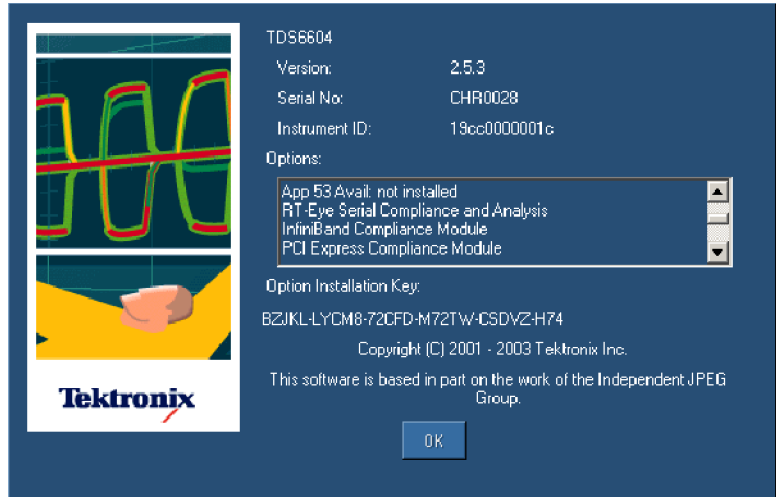 TDS6604
Version: 2.5.3
Serial No: CHR0028
Instrument ID: 19cc0000001c
Options:
App 53 Avail: not installed
RT-Eye Serial Compliance and Analysis
InfiniBand Compliance Module
PCI Express Compliance Module
Option Installation Key:
BZJKL-LYCM8-72CFD-M72TW-CSDVZ-H74
Copyright (C) 2001 - 2003 Tektronix Inc.
This software is based in part on the work of the Independent JPEG
Group.
Tektronix
OK